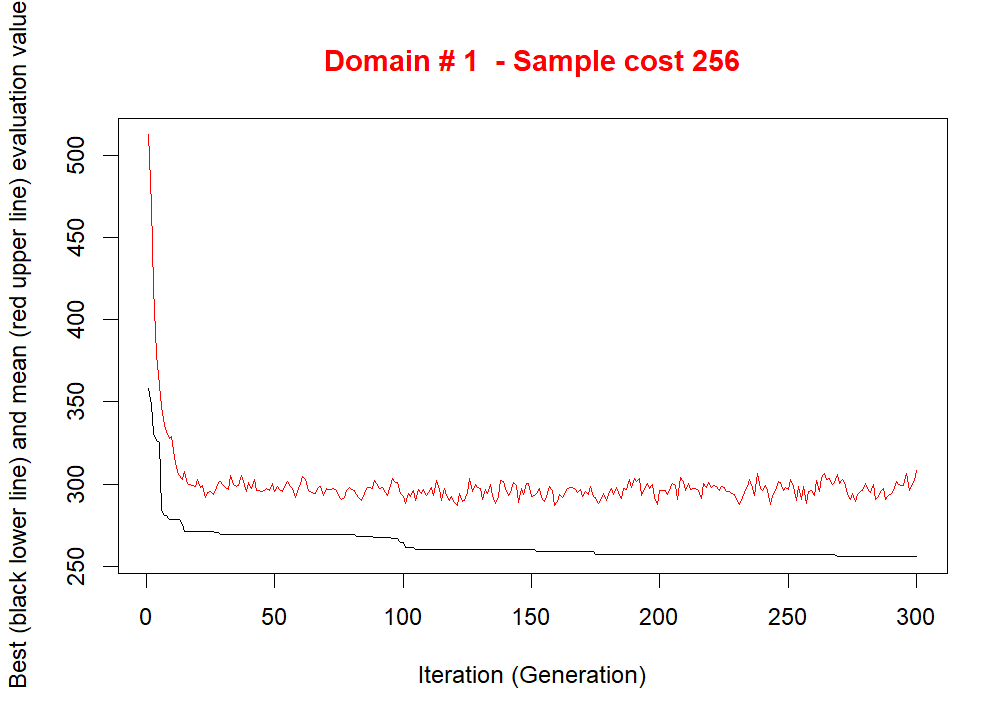 Domain # 1  - Sample cost 256
Best (black lower line) and mean (red upper line) evaluation value
500
450
400
350
300
250
0 50 100 150 200 250 300
Iteration (Generation)